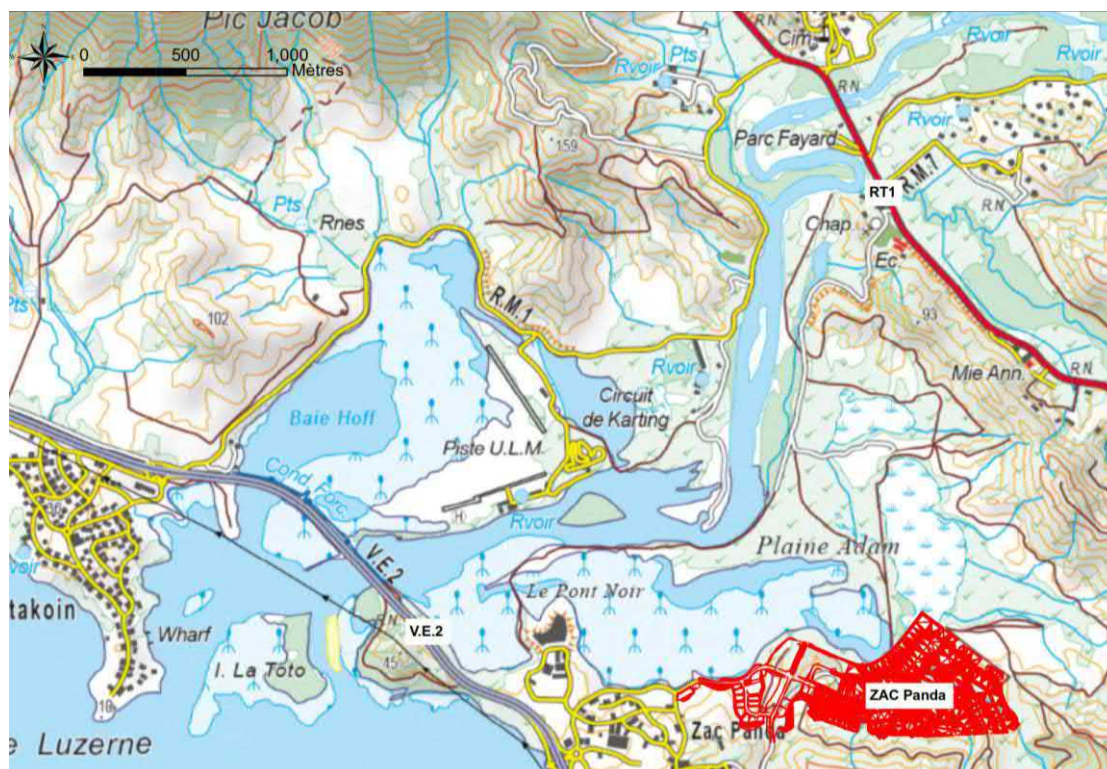 Pic Jacob
RN
Cim.
Rvoir
0 500 1,000
Mètres
Rvoir Pts
Rvoir
RN
159
Parc Fayard
Rvoir
RT1
R.M.7
RN
Pts
Rnes
Chap.
Ec.
R.M.1
Pts
102
93
Mie Ann.
RN
Rvoir
Baie Hoff
Circuit
de Karting
Piste U.L.M
Cond. Forc.
H
Rvoir
V.E.2
Plaine Adam
Le Pont Noir
takoin
Wharf
RN
V.E.2
I. La Toto
45
ZAC Panda
10
Zac Panda
e Luzerne